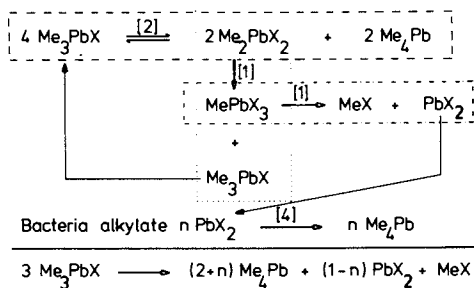 4 Me₃PbX ⇌ [2] 2 Me₂PbX₂ + 2 Me₄Pb
[1]
MePbX₃ → [1] MeX + PbX₂
+
Me₃PbX
Bacteria alkylate n PbX₂ → [4] n Me₄Pb
3 Me₃PbX → (2+n) Me₄Pb + (1-n) PbX₂ + MeX